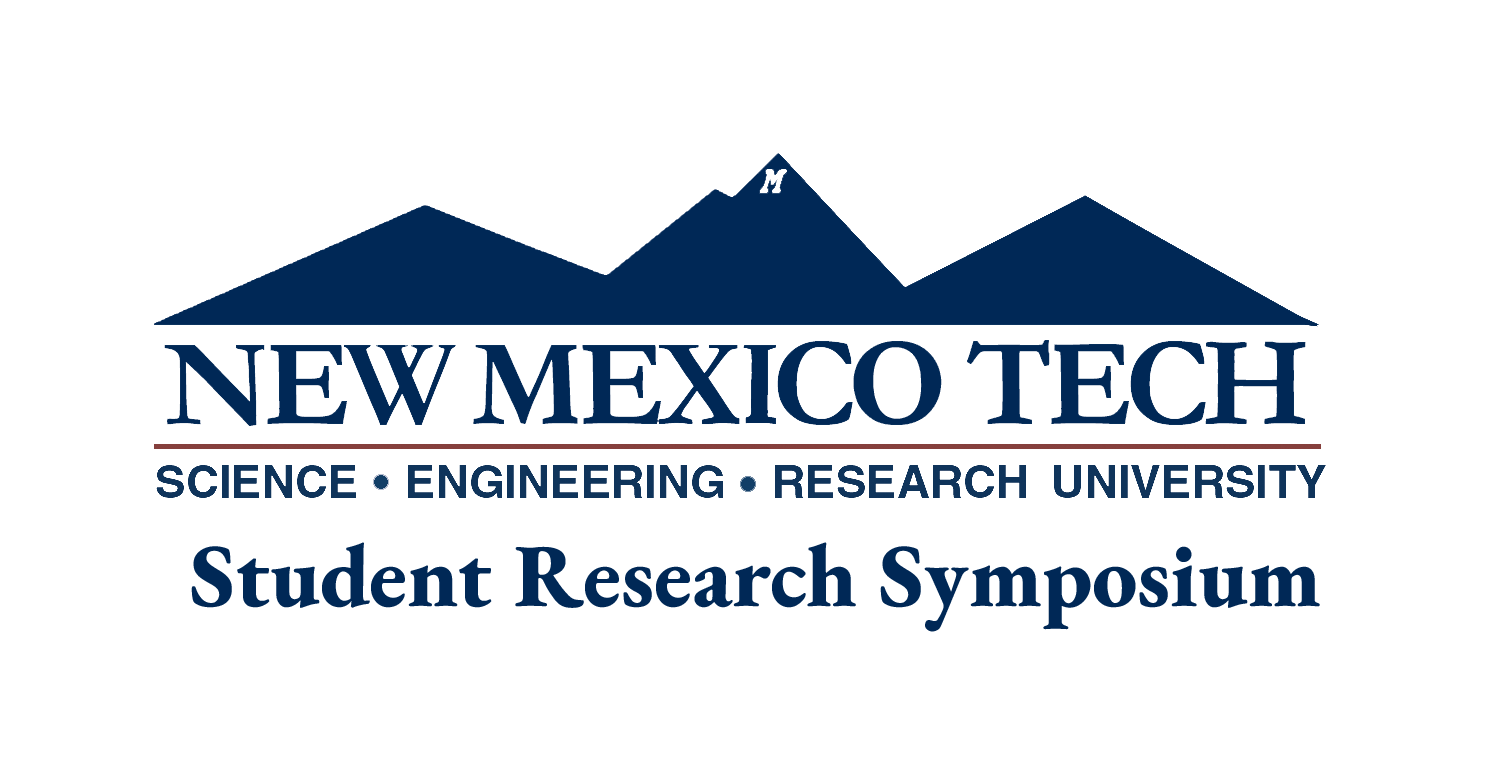 M
NEW MEXICO TECH
SCIENCE • ENGINEERING • RESEARCH UNIVERSITY
Student Research Symposium